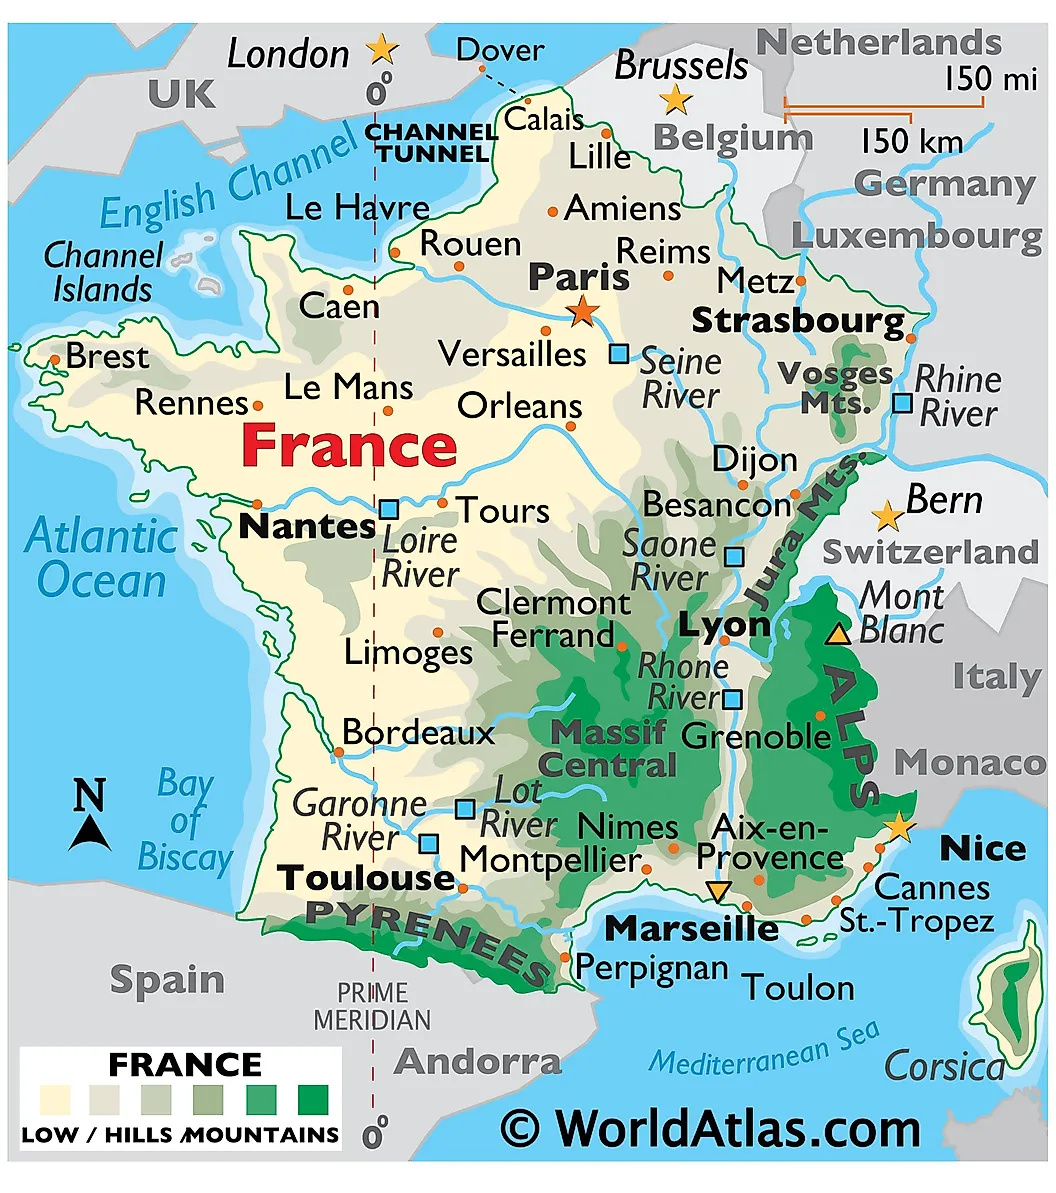 London
Dover
Brussels
Netherlands
150 mi
UK
0°
CHANNEL
TUNNEL
Calais
Belgium
150 km
Lille
English Channel
Germany
Le Havre
Amiens
Luxembourg
Channel
Islands
Rouen
Reims
Paris
Metz
Caen
Strasbourg
Brest
Versailles
Seine
River
Vosges
Mts.
Rhine
River
Rennes
Le Mans
Orleans
France
Dijon
Besancon
Jura Mts.
Bern
Nantes
Tours
Loire
River
Atlantic
Ocean
Saone
River
Switzerland
Clermont
Ferrand
Lyon
Mont
Blanc
Limoges
Rhone
River
Italy
ALPS
Bordeaux
Massif
Central
Grenoble
Monaco
N
Bay
of
Biscay
Garonne
River
Lot
River
Nimes
Aix-en-
Provence
Nice
Montpellier
Toulouse
Cannes
PYRENEES
Marseille
St.-Tropez
Spain
Perpignan
Toulon
PRIME
MERIDIAN
Andorra
Mediterranean Sea
Corsica
FRANCE
LOW / HILLS /MOUNTAINS
0°
© WorldAtlas.com